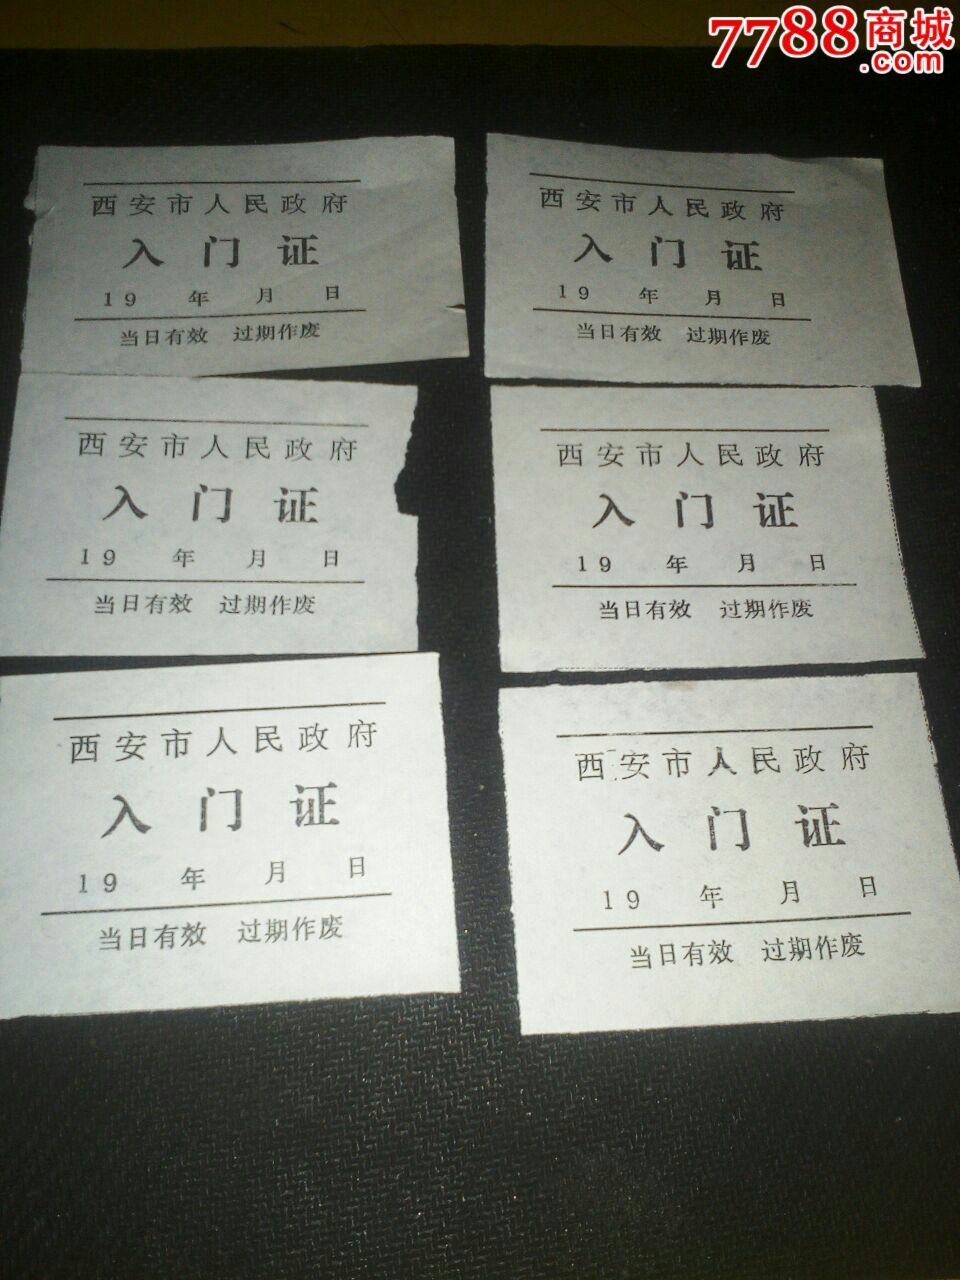 7788商城
.com
西安市人民政府
入门证
19 年 月 日
当日有效 过期作废
西安市人民政府
入门证
19 年 月 日
当日有效 过期作废
西安市人民政府
入门证
19 年 月 日
当日有效 过期作废
西安市人民政府
入门证
19 年 月 日
当日有效 过期作废
西安市人民政府
入门证
19 年 月 日
当日有效 过期作废
西安市人民政府
入门证
19 年 月 日
当日有效 过期作废